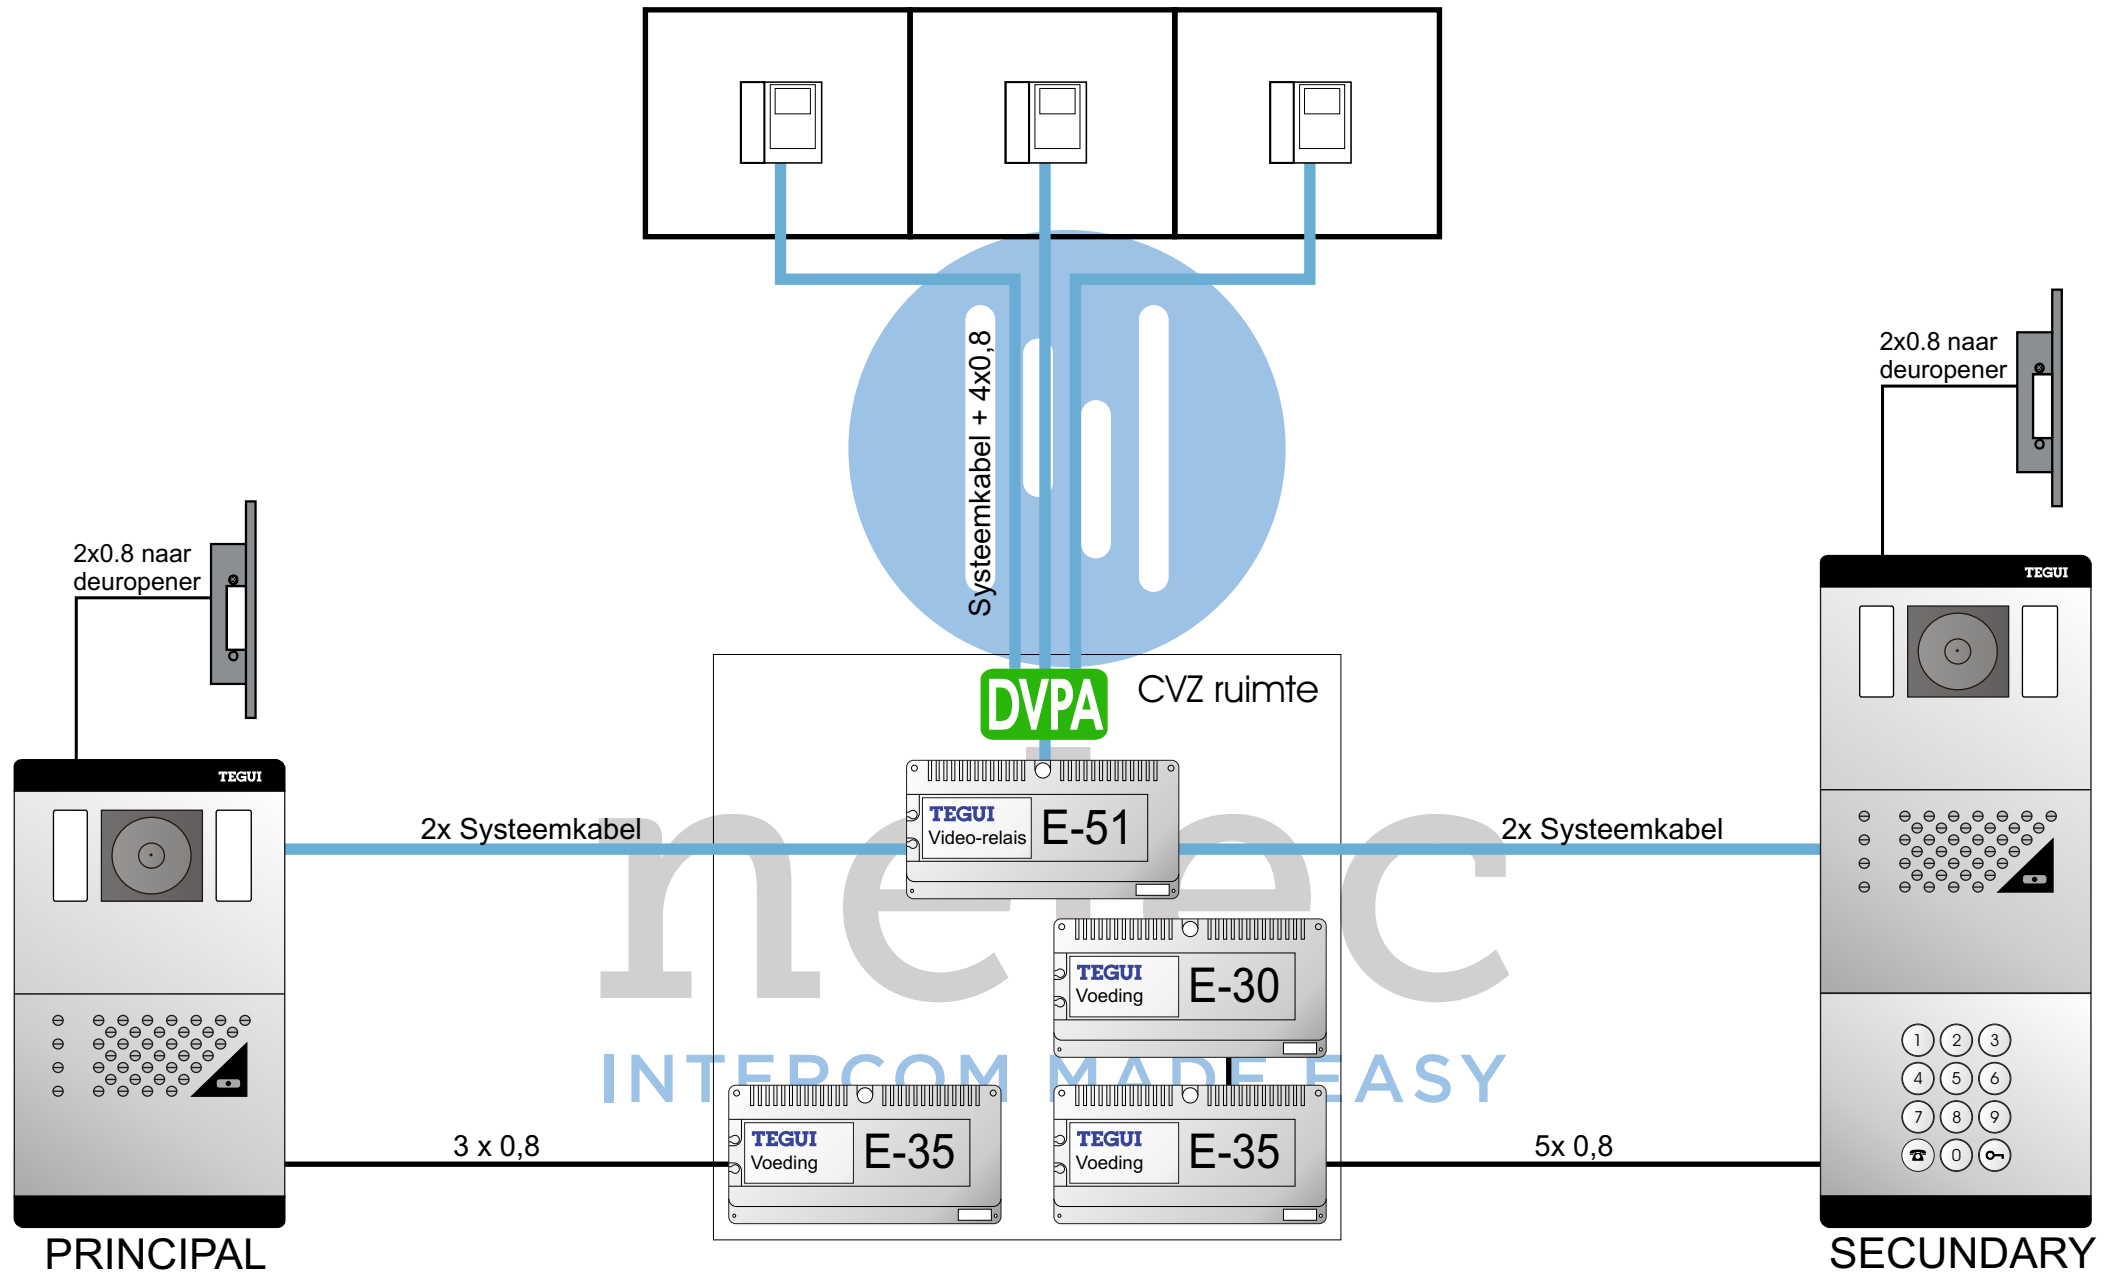 Systeemkabel + 4x0,8
2x0.8 naar
deuropener
2x0.8 naar
deuropener
TEGUI
DVPA
CVZ ruimte
TEGUI
2x Systeemkabel
TEGUI
Video-relais
E-51
2x Systeemkabel
netec
TEGUI
Voeding
E-30
INTERCOM MADE EASY
1 2 3
4 5 6
7 8 9
0
3 x 0,8
TEGUI
Voeding
E-35
TEGUI
Voeding
E-35
5x 0,8
PRINCIPAL
SECUNDARY